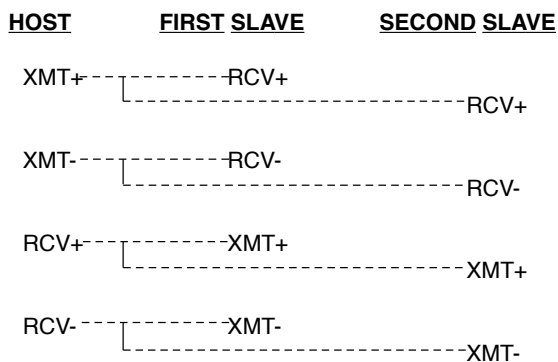 HOST FIRST SLAVE SECOND SLAVE
XMT+ RCV+
RCV+
XMT- RCV-
RCV-
RCV+ XMT+
XMT+
RCV- XMT-
XMT-